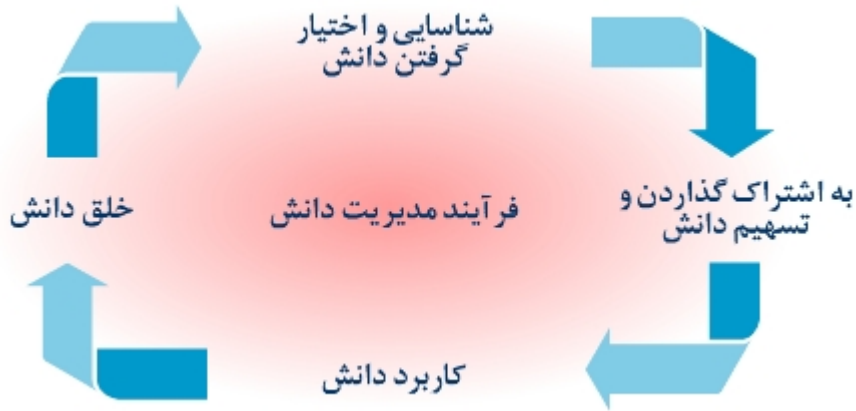 شناسایی و اختیار
گرفتن دانش
به اشتراک گذاردن و
تسهیم دانش
فرآیند مدیریت دانش
خلق دانش
کاربرد دانش